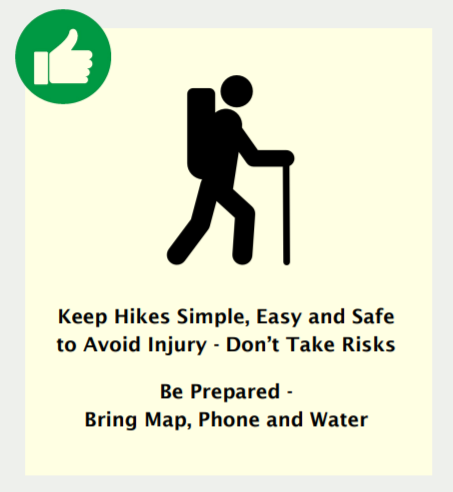 Keep Hikes Simple, Easy and Safe
to Avoid Injury - Don’t Take Risks
Be Prepared -
Bring Map, Phone and Water